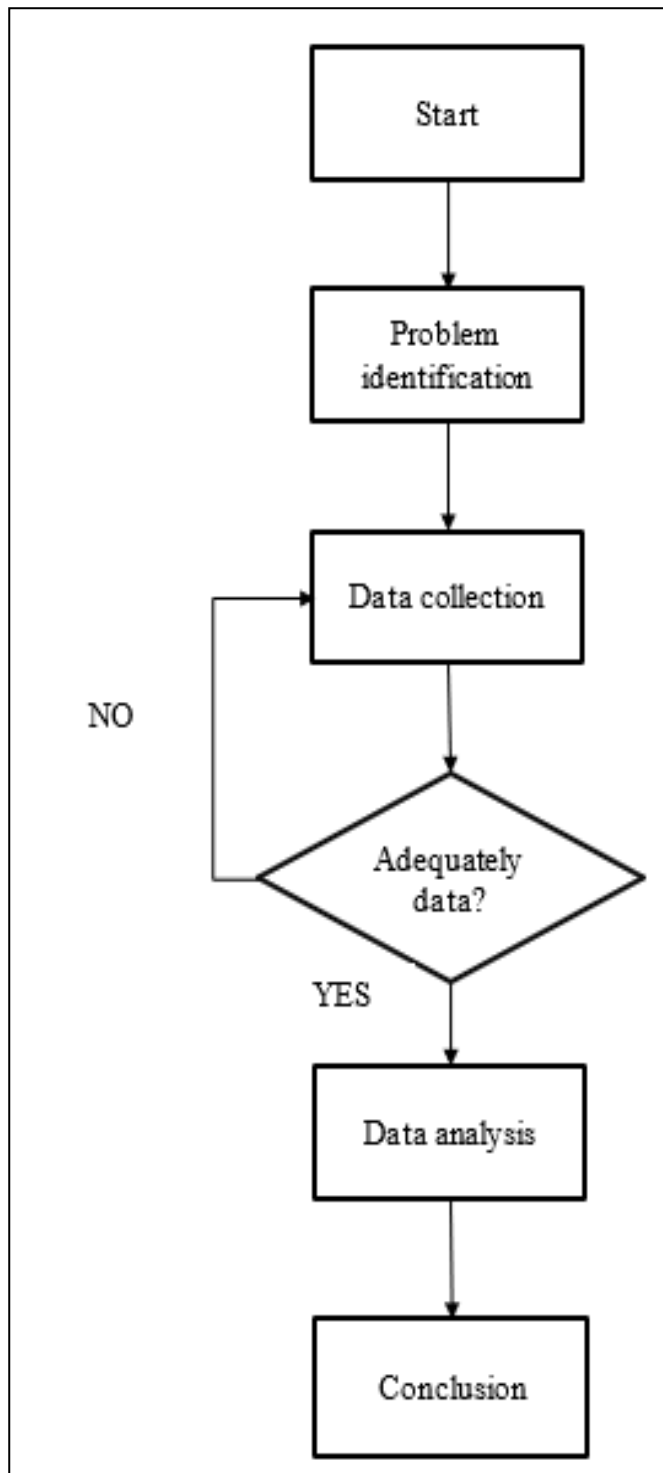 Start
Problem
identification
Data collection
NO
Adequately
data?
YES
Data analysis
Conclusion